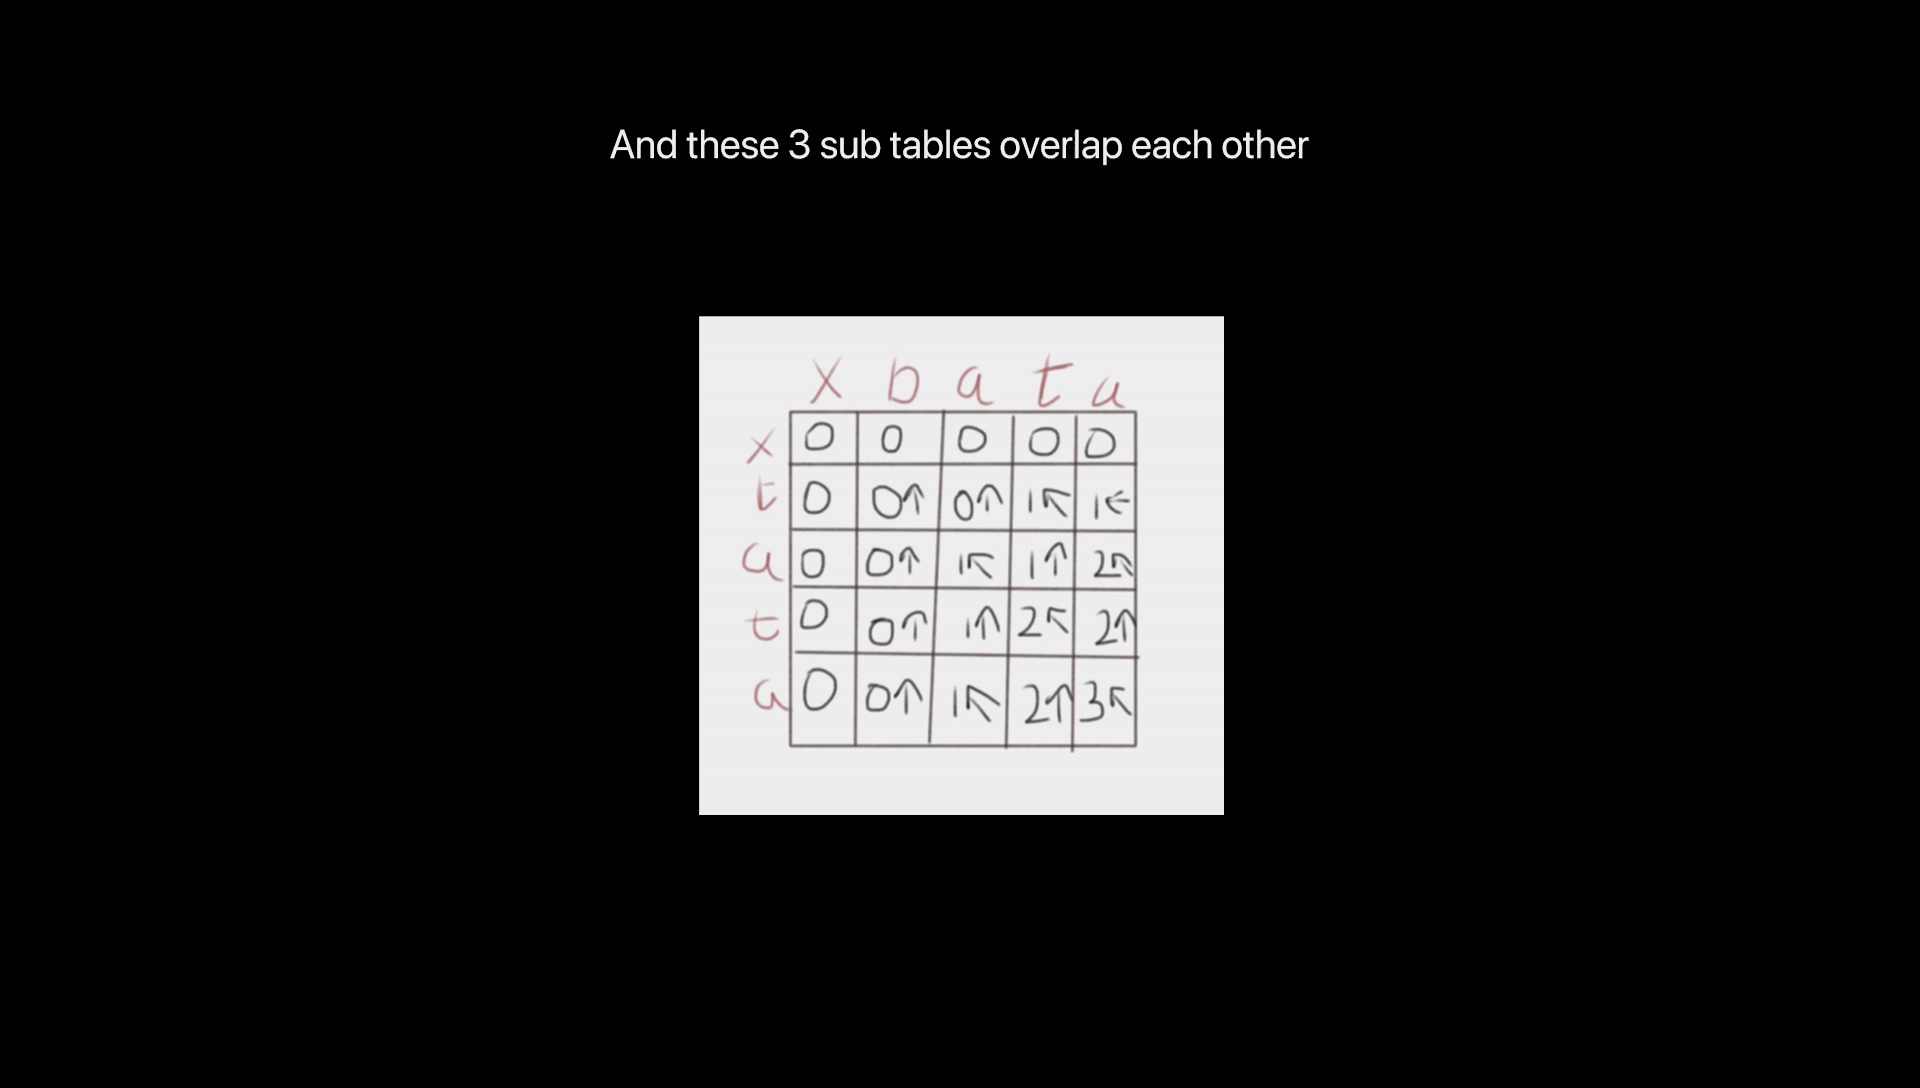 And these 3 sub tables overlap each other
x b a t a
x 0 0 0 0 0
t 0 0↑ 0↑ 1↖ 1←
a 0 0↑ 1↖ 1↑ 2↖
t 0 0↑ 1↑ 2↖ 2↑
a 0 0↑ 1↖ 2↑ 3↖